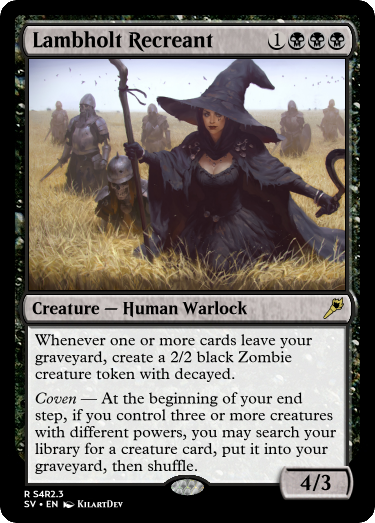 Lambholt Recreant 1
Creature — Human Warlock
Whenever one or more cards leave your
graveyard, create a 2/2 black Zombie
creature token with decayed.
Coven — At the beginning of your end
step, if you control three or more creatures
with different powers, you may search your
library for a creature card, put it into your
graveyard, then shuffle.
4/3
R S4R2.3
SV • EN KilartDev